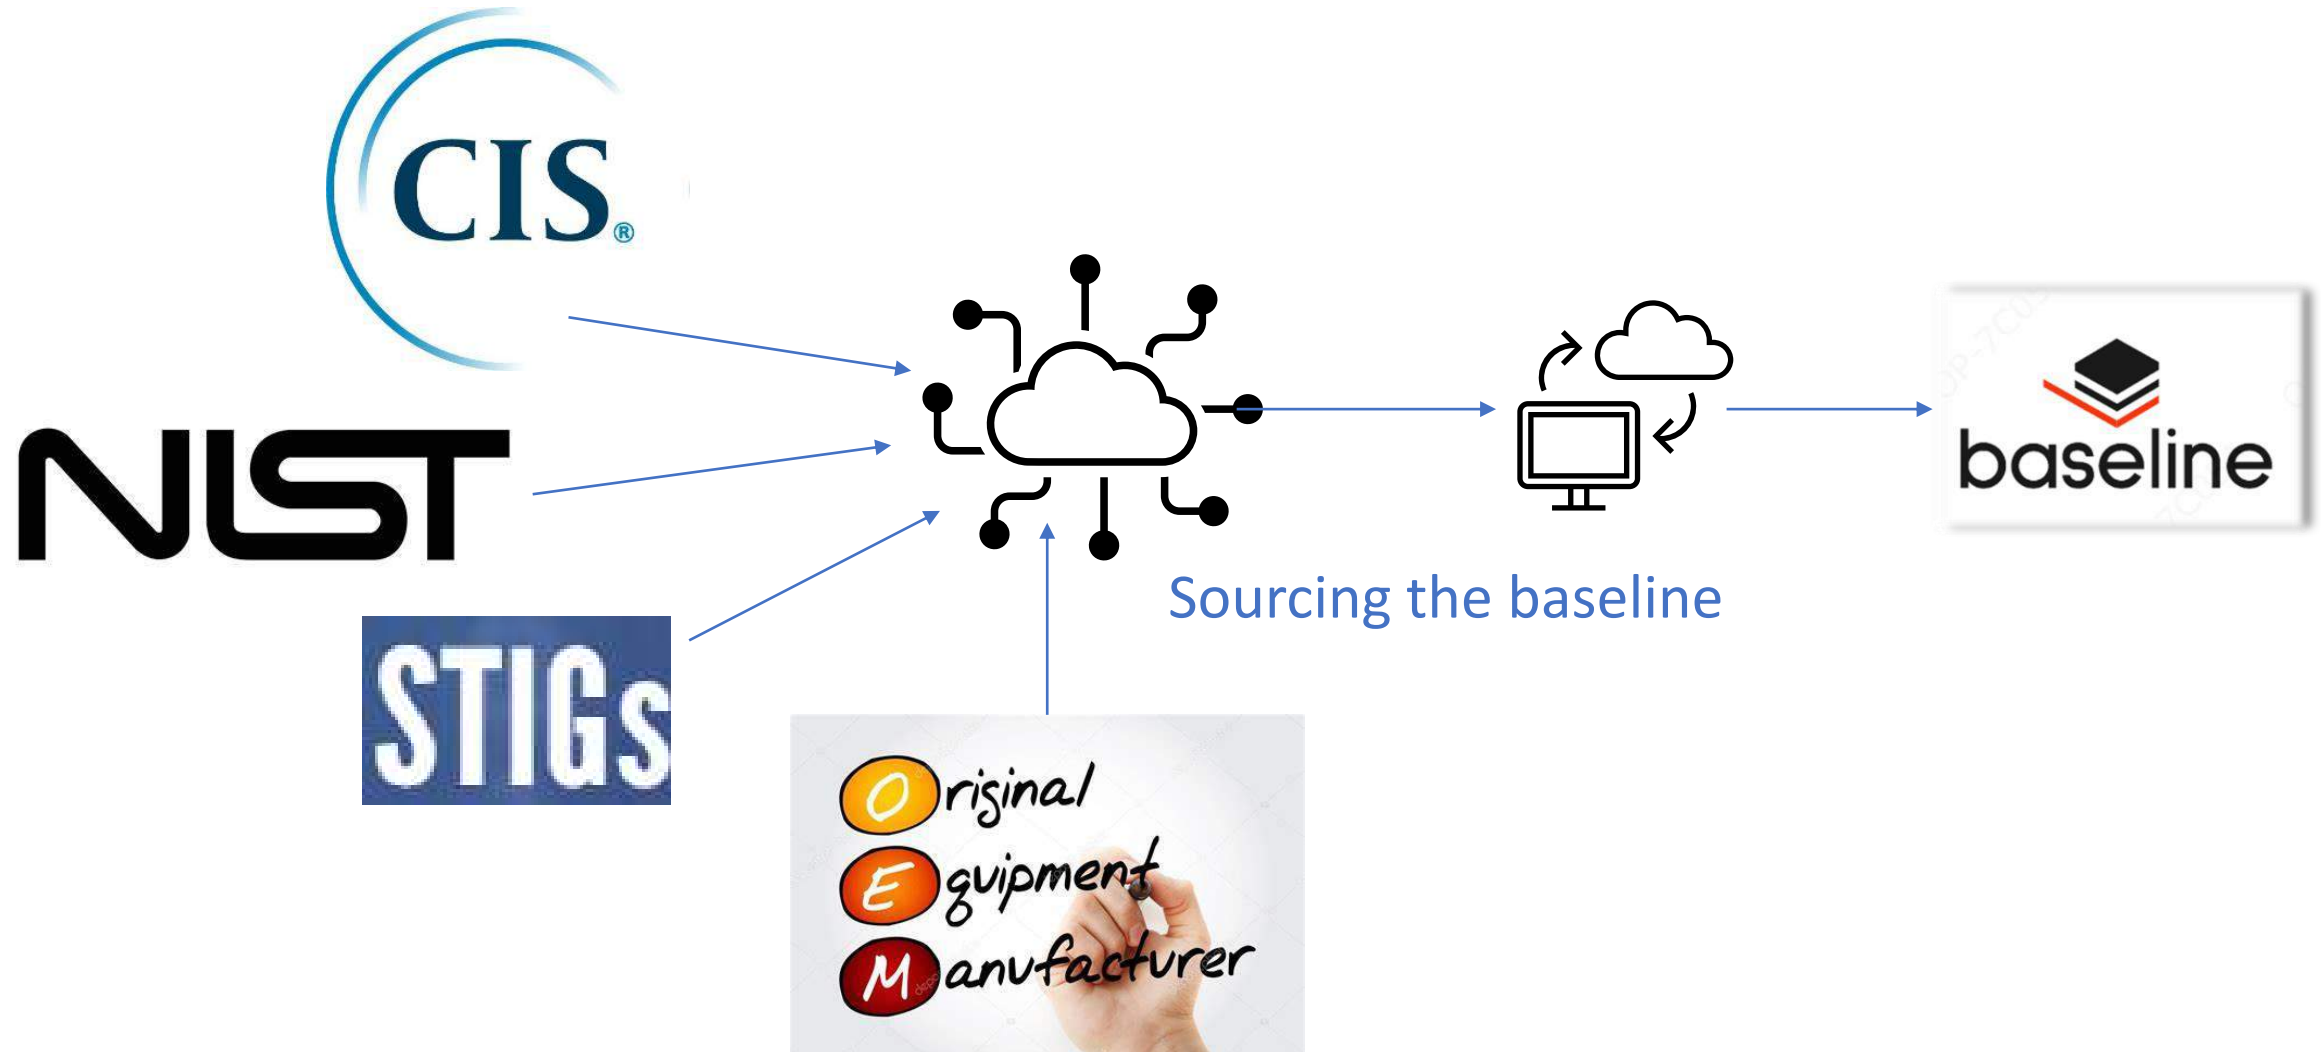 CIS®
NIST
STIGs
Sourcing the baseline
baseline
Original
Equipment
Manufacturer